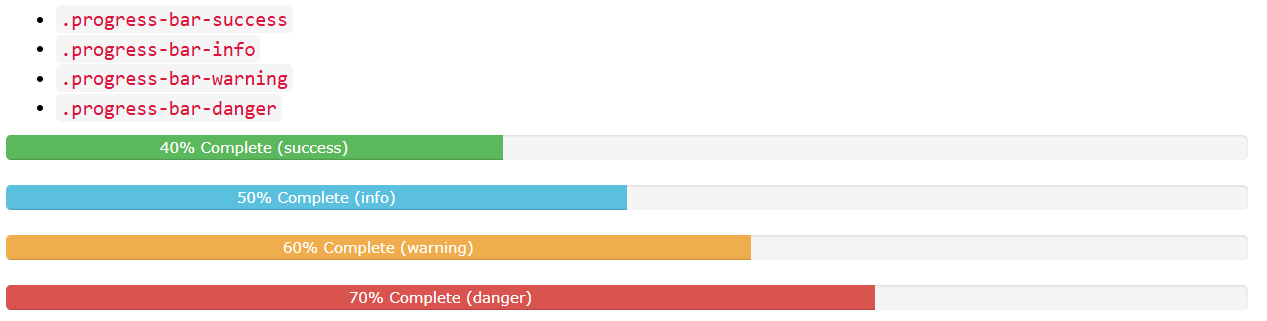 .progress-bar-success
.progress-bar-info
.progress-bar-warning
.progress-bar-danger
40% Complete (success)
50% Complete (info)
60% Complete (warning)
70% Complete (danger)